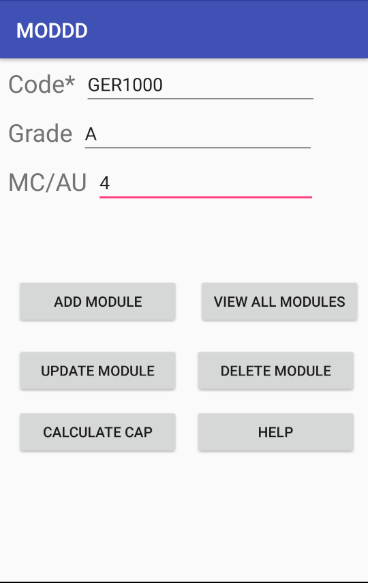 MODDD
Code* GER1000
Grade A
MC/AU 4
ADD MODULE VIEW ALL MODULES
UPDATE MODULE DELETE MODULE
CALCULATE CAP HELP